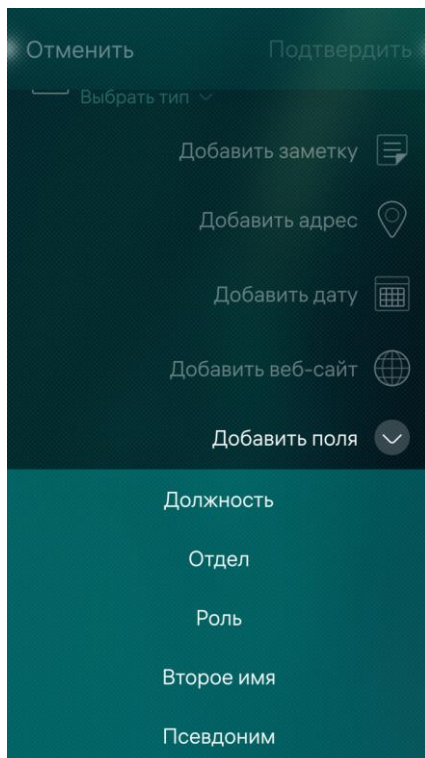 Отменить Подтвердить
Выбрать тип
Добавить заметку
Добавить адрес
Добавить дату
Добавить веб-сайт
Добавить поля
Должность
Отдел
Роль
Второе имя
Псевдоним